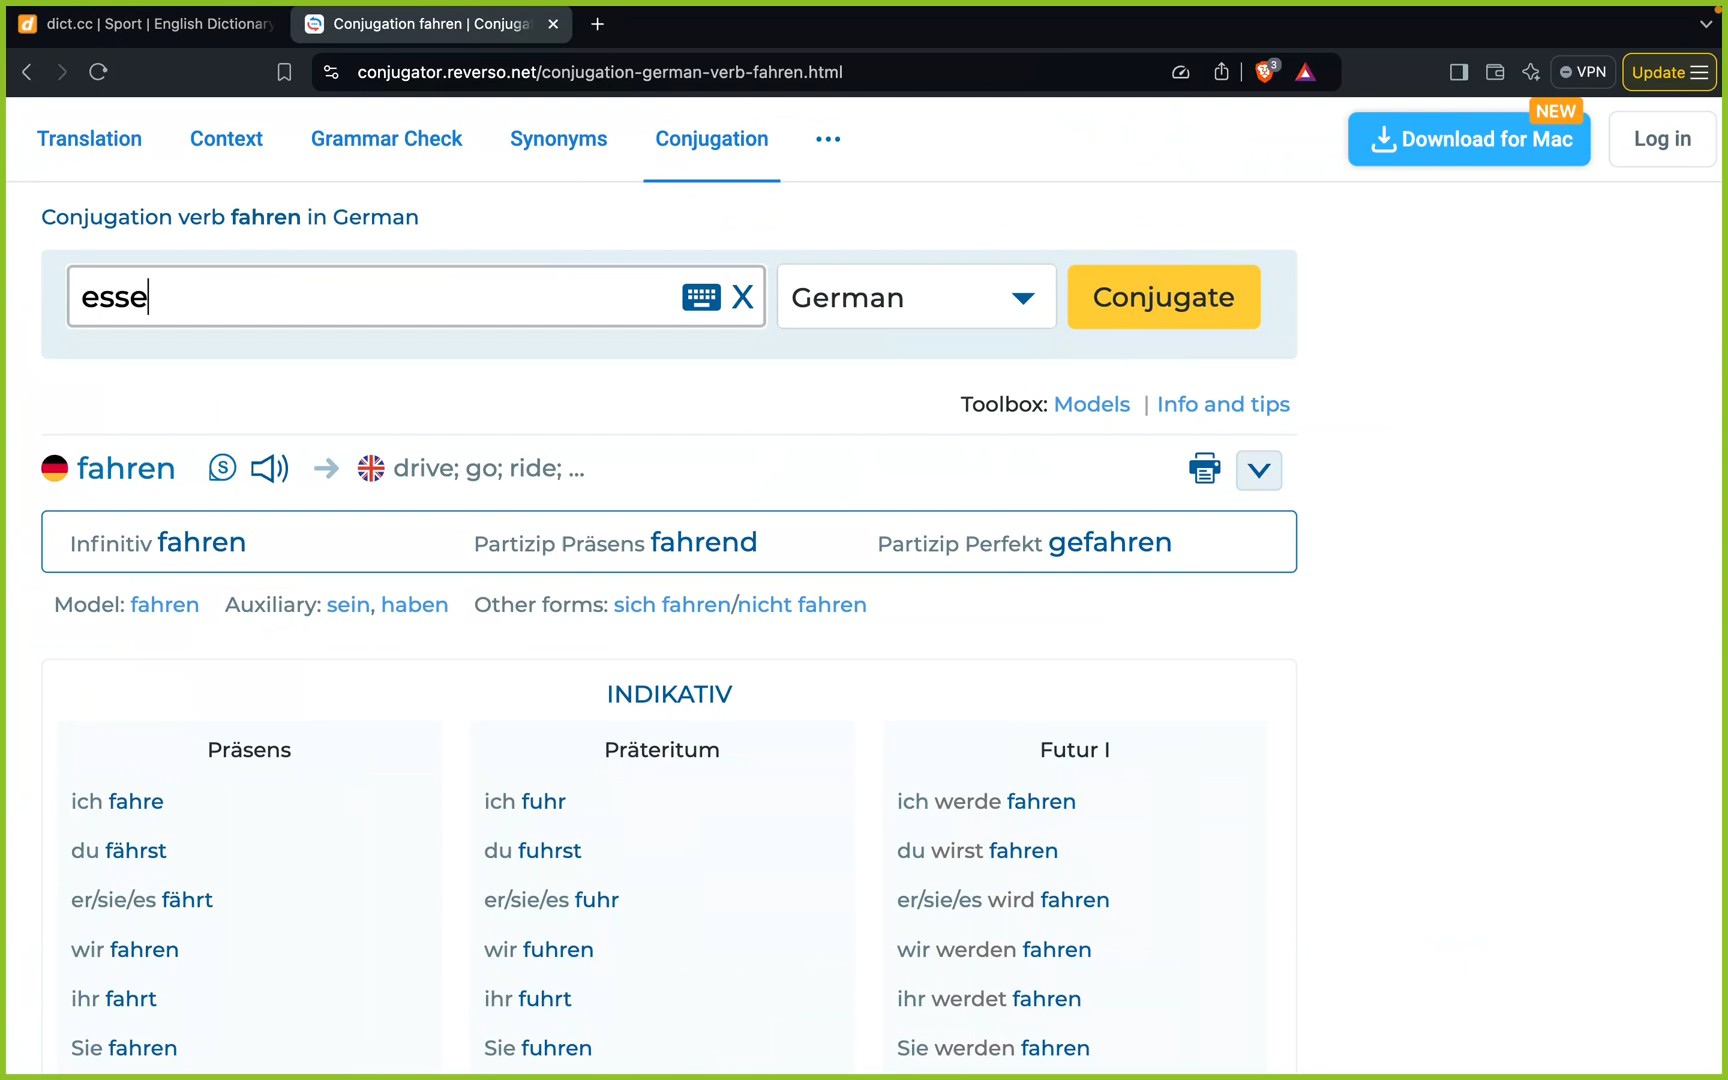 dict.cc | Sport | English Dictionary
Conjugation fahren | Conjuga
conjugator.reverso.net/conjugation-german-verb-fahren.html
3
VPN
Update
Translation
Context
Grammar Check
Synonyms
Conjugation
NEW
Download for Mac
Log in
Conjugation verb fahren in German
esse
German
Conjugate
Toolbox: Models | Info and tips
fahren
drive; go; ride; ...
Infinitiv fahren
Partizip Präsens fahrend
Partizip Perfekt gefahren
Model: fahren
Auxiliary: sein, haben
Other forms: sich fahren/nicht fahren
INDIKATIV
Präsens
ich fahre
du fährst
er/sie/es fährt
wir fahren
ihr fahrt
Sie fahren
Präteritum
ich fuhr
du fuhrst
er/sie/es fuhr
wir fuhren
ihr fuhrt
Sie fuhren
Futur I
ich werde fahren
du wirst fahren
er/sie/es wird fahren
wir werden fahren
ihr werdet fahren
Sie werden fahren